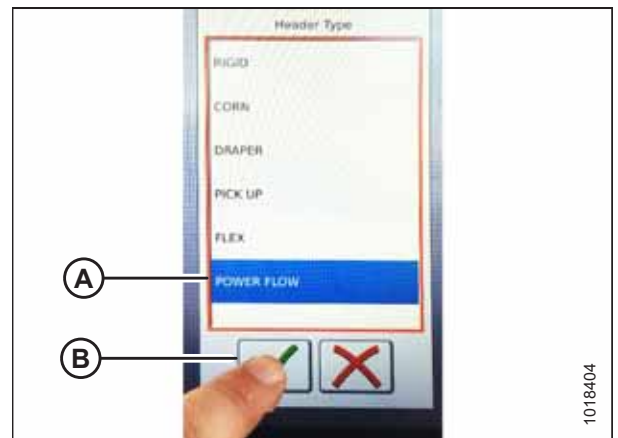 Header Type
RIGID
CORN
DRAPER
PICK UP
FLEX
A
POWER FLOW
B
1018404